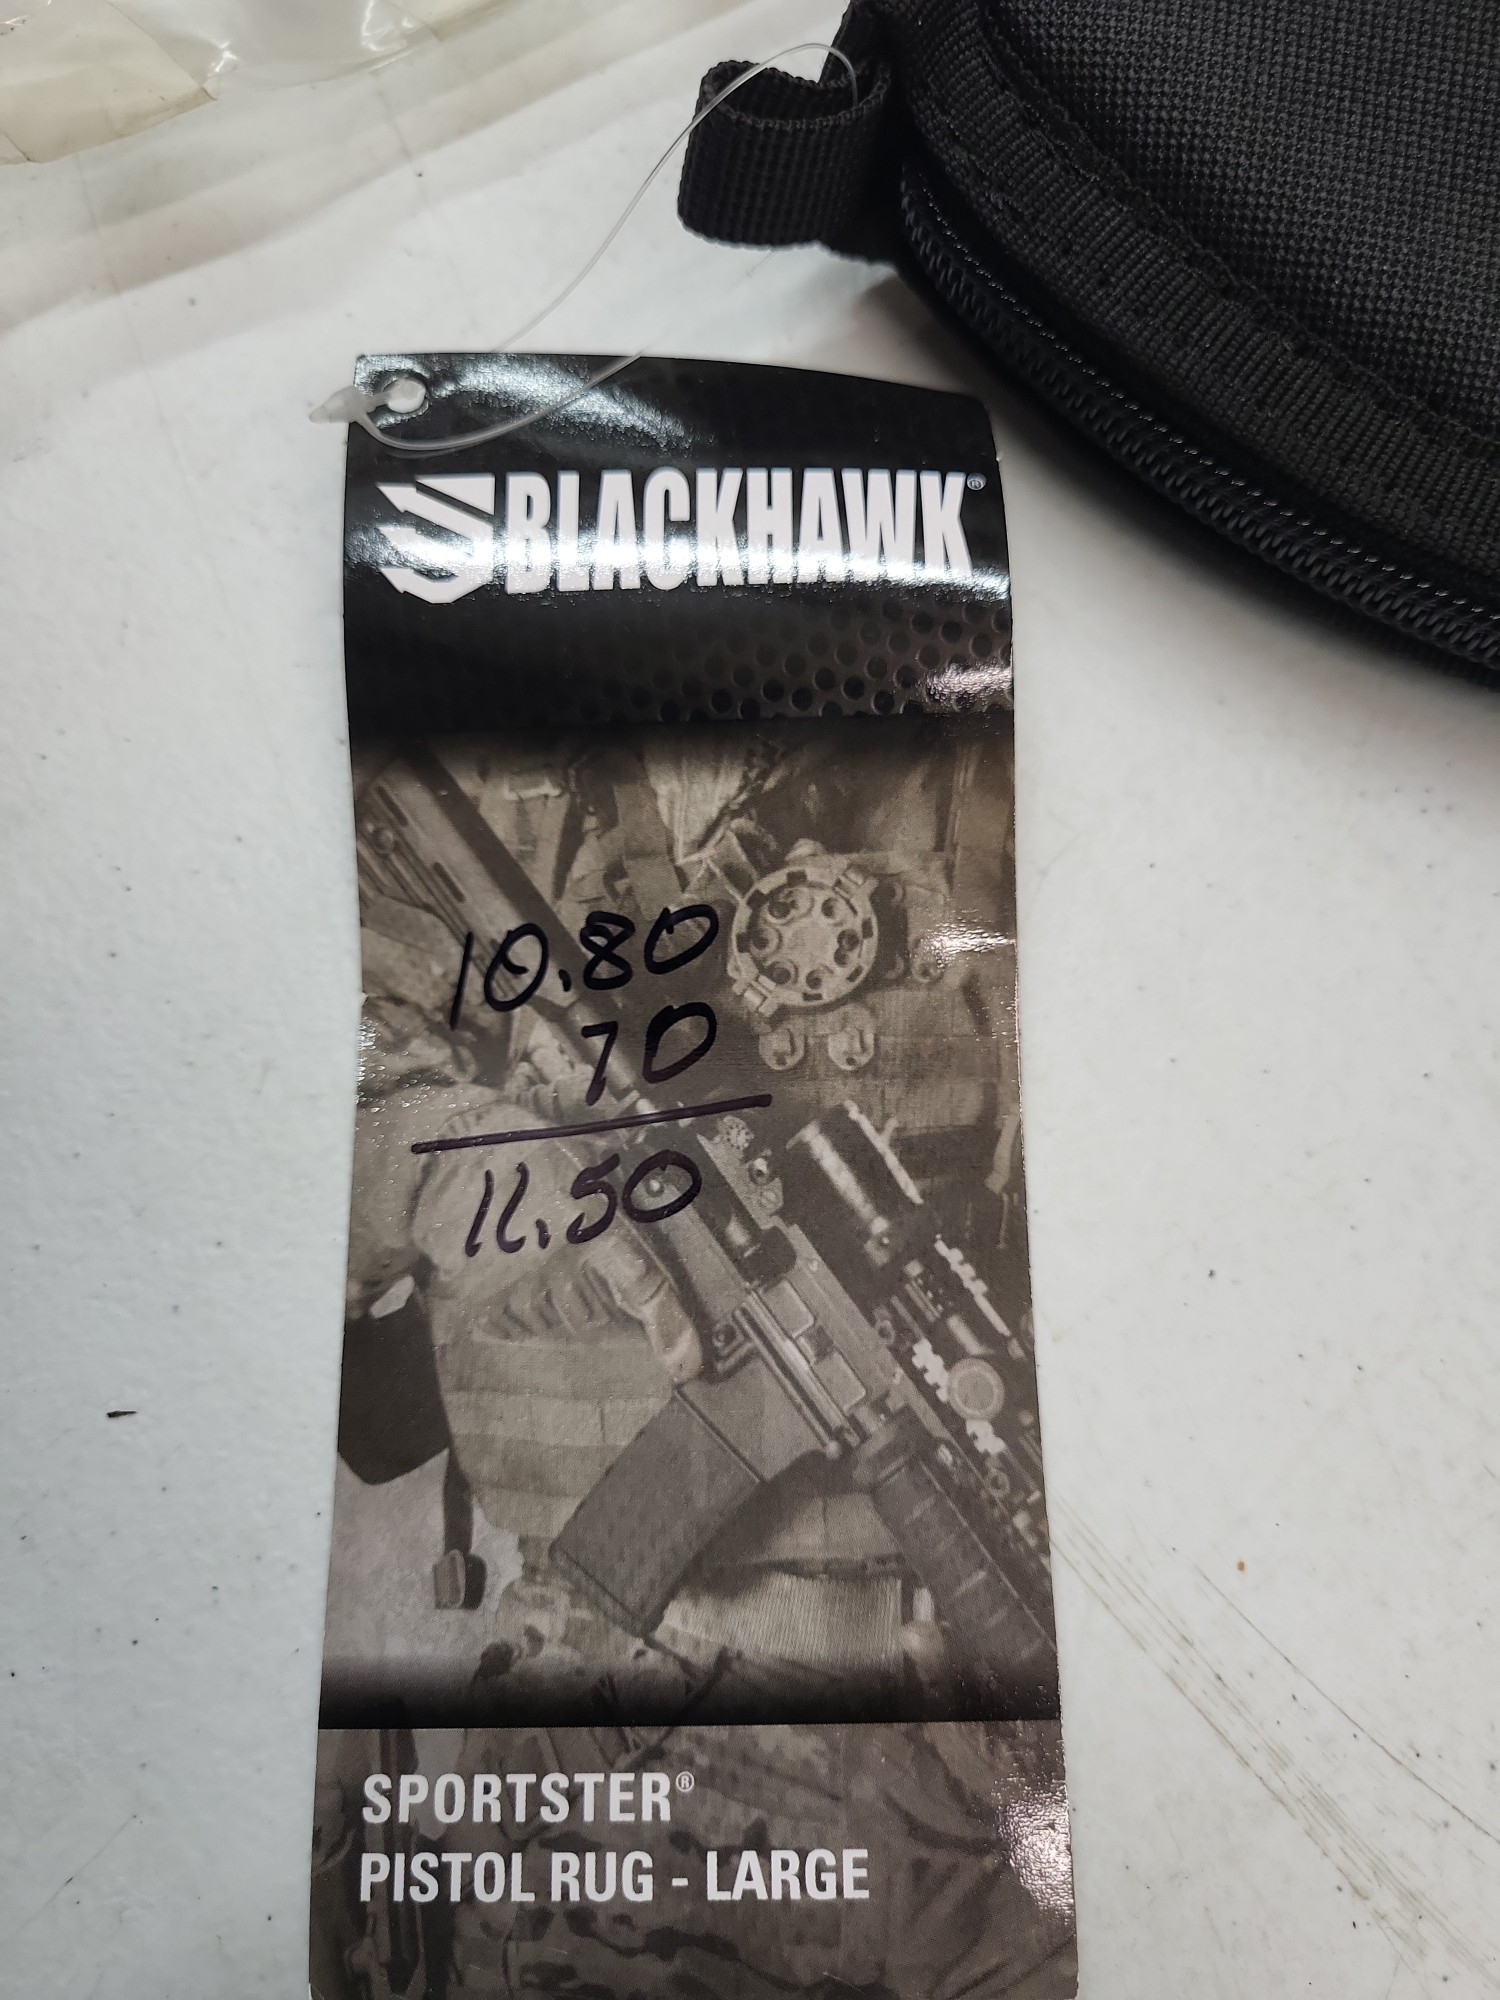 BLACKHAWK®
10.80
70
11.50
SPORTSTER®
PISTOL RUG - LARGE